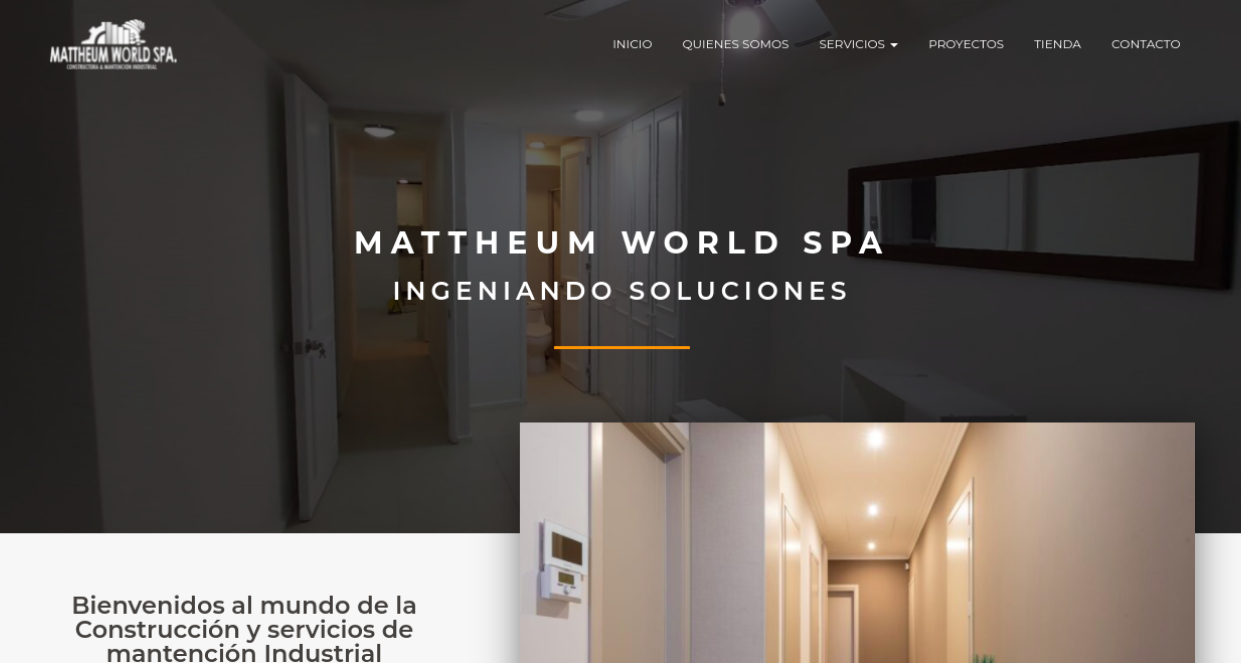 MATTHEUM WORLD SPA.
CONSTRUCTORA & MANTENCION INDUSTRIAL
INICIO
QUIENES SOMOS
SERVICIOS
PROYECTOS
TIENDA
CONTACTO
MATTHEUM WORLD SPA
INGENIANDO SOLUCIONES
Bienvenidos al mundo de la
Construcción y servicios de
mantención Industrial